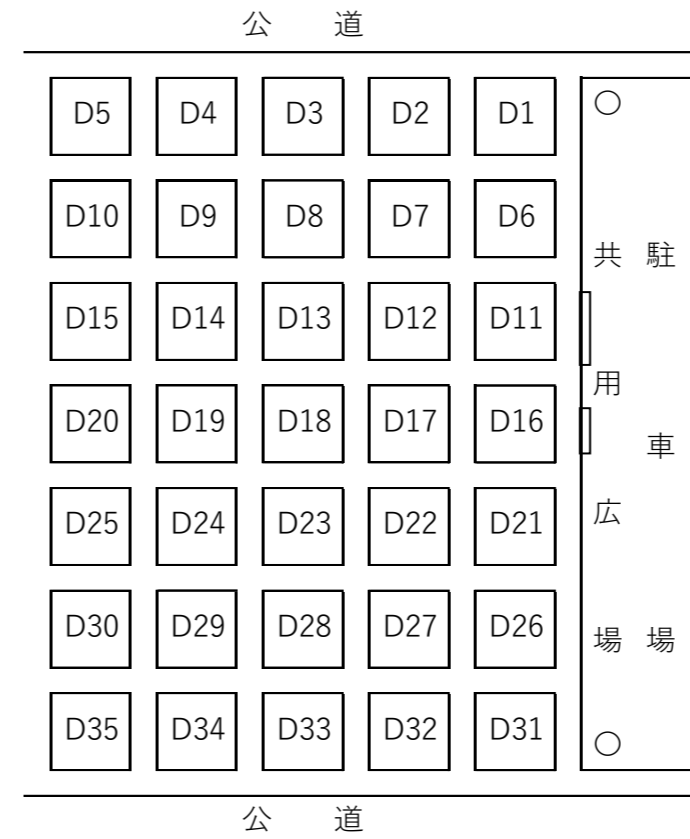 公 道
D5 D4 D3 D2 D1
D10 D9 D8 D7 D6
D15 D14 D13 D12 D11
D20 D19 D18 D17 D16
D25 D24 D23 D22 D21
D30 D29 D28 D27 D26
D35 D34 D33 D32 D31
共用広場
駐車場
公 道